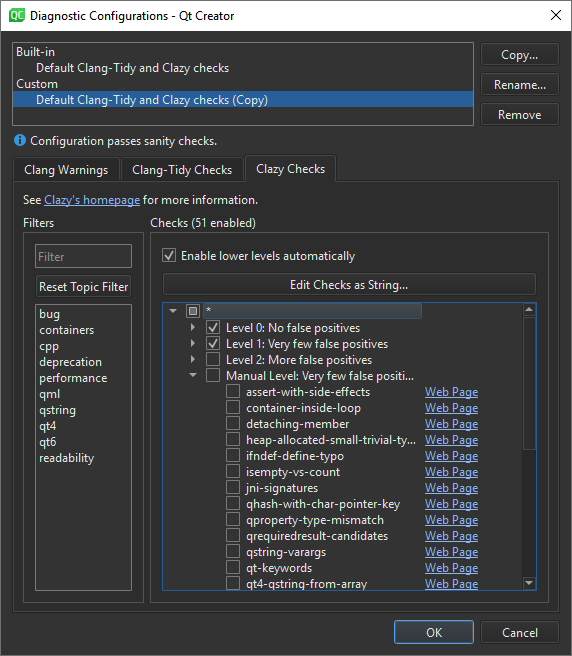 Diagnostic Configurations - Qt Creator
Built-in
Default Clang-Tidy and Clazy checks
Custom
Default Clang-Tidy and Clazy checks (Copy)
Copy...
Rename...
Remove
Configuration passes sanity checks.
Clang Warnings
Clang-Tidy Checks
Clazy Checks
See Clazy's homepage for more information.
Filters
Filter
Reset Topic Filter
bug
containers
cpp
deprecation
performance
qml
qstring
qt4
qt6
readability
Checks (51 enabled)
Enable lower levels automatically
Edit Checks as String...
*
Level 0: No false positives
Level 1: Very few false positives
Level 2: More false positives
Manual Level: Very few false positi...
assert-with-side-effects Web Page
container-inside-loop Web Page
detaching-member Web Page
heap-allocated-small-trivial-ty... Web Page
ifndef-define-typo Web Page
isempty-vs-count Web Page
jni-signatures Web Page
qhash-with-char-pointer-key Web Page
qproperty-type-mismatch Web Page
qrequiredresult-candidates Web Page
qstring-varargs Web Page
qt-keywords Web Page
qt4-qstring-from-array Web Page
OK
Cancel